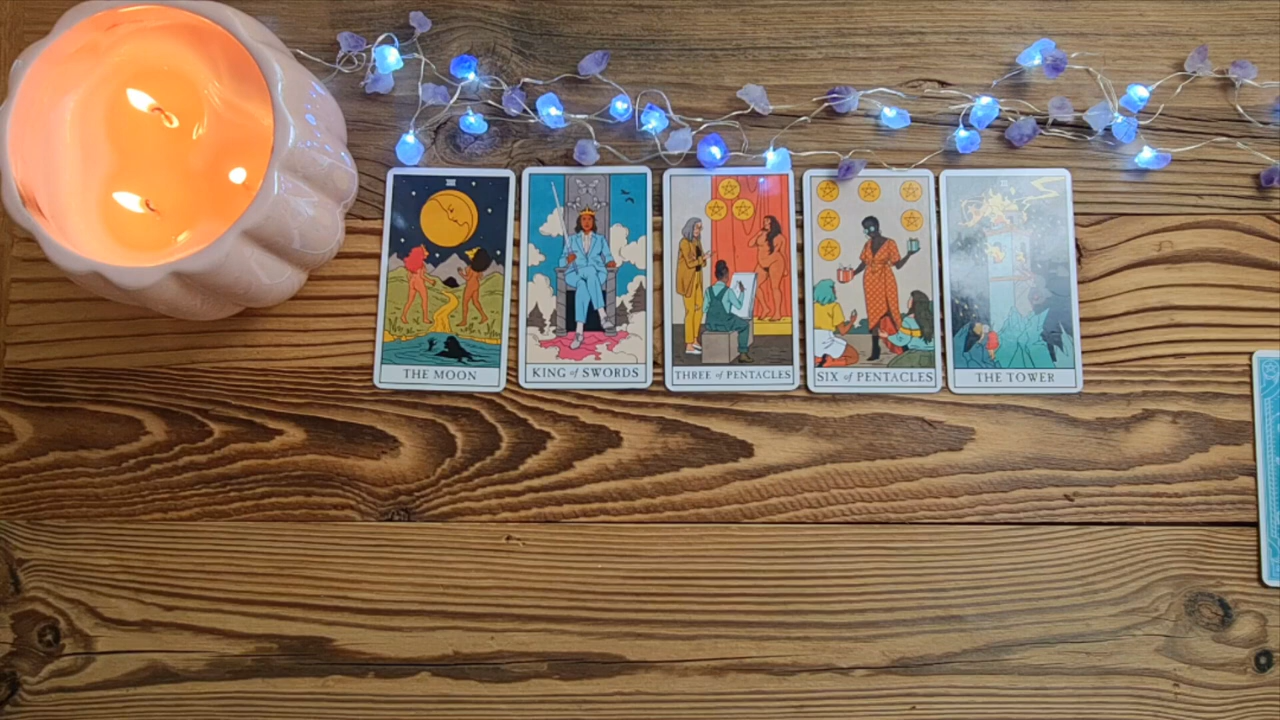 THE MOON
KING of SWORDS
THREE of PENTACLES
SIX of PENTACLES
THE TOWER